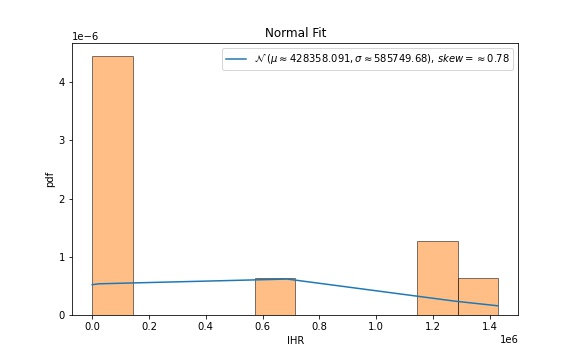 Normal Fit
1e−6
𝒩 (μ ≈ 428358.091, σ ≈ 585749.68), skew = ≈ 0.78
4
3
2
1
0
pdf
0.0 0.2 0.4 0.6 0.8 1.0 1.2 1.4
1e6
IHR